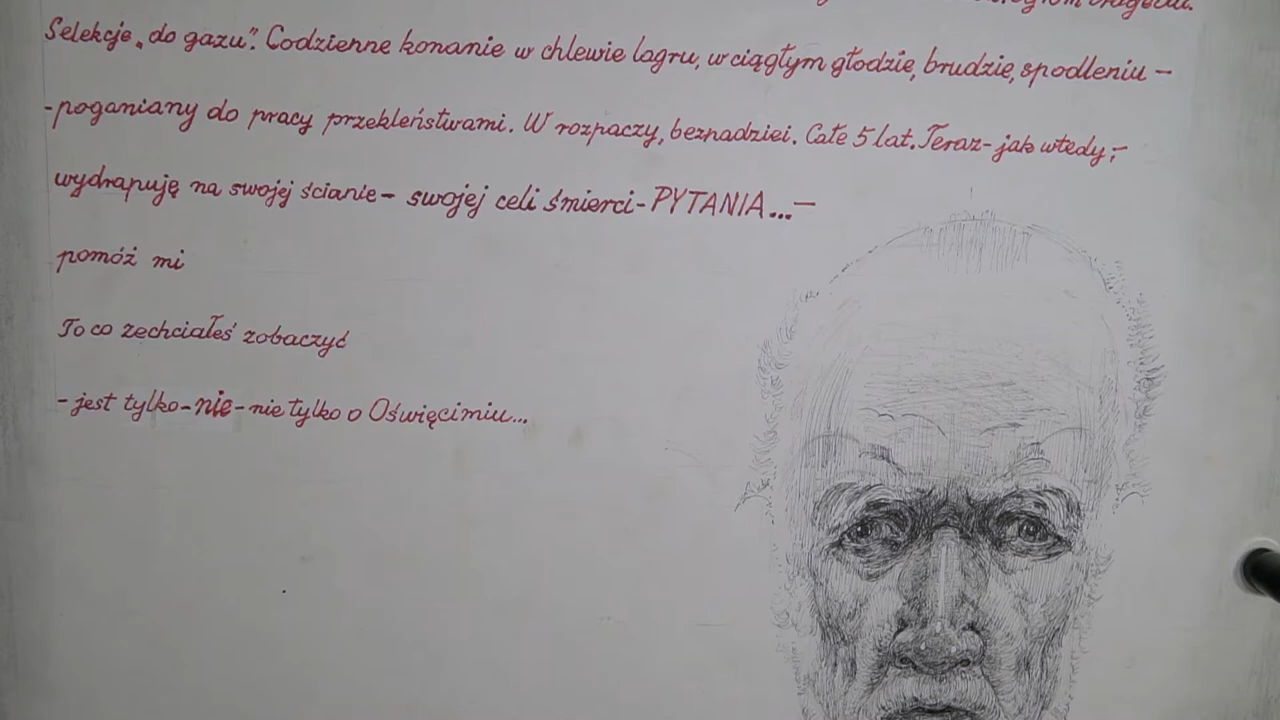 tragedii.
Selekcje „do gazu”. Codzienne konanie w chlewie lagru, w ciągłym głodzie, brudzie, spodleniu –
-poganiany do pracy przekleństwami. W rozpaczy, beznadziei. Całe 5 lat. Teraz- jak wtedy,-
wydrapuję na swojej ścianie- swojej celi śmierci-PYTANIA...—
pomóż mi
To co zechciałeś zobaczyć
- jest tylko-nie-nie tylko o Oświęcimiu...